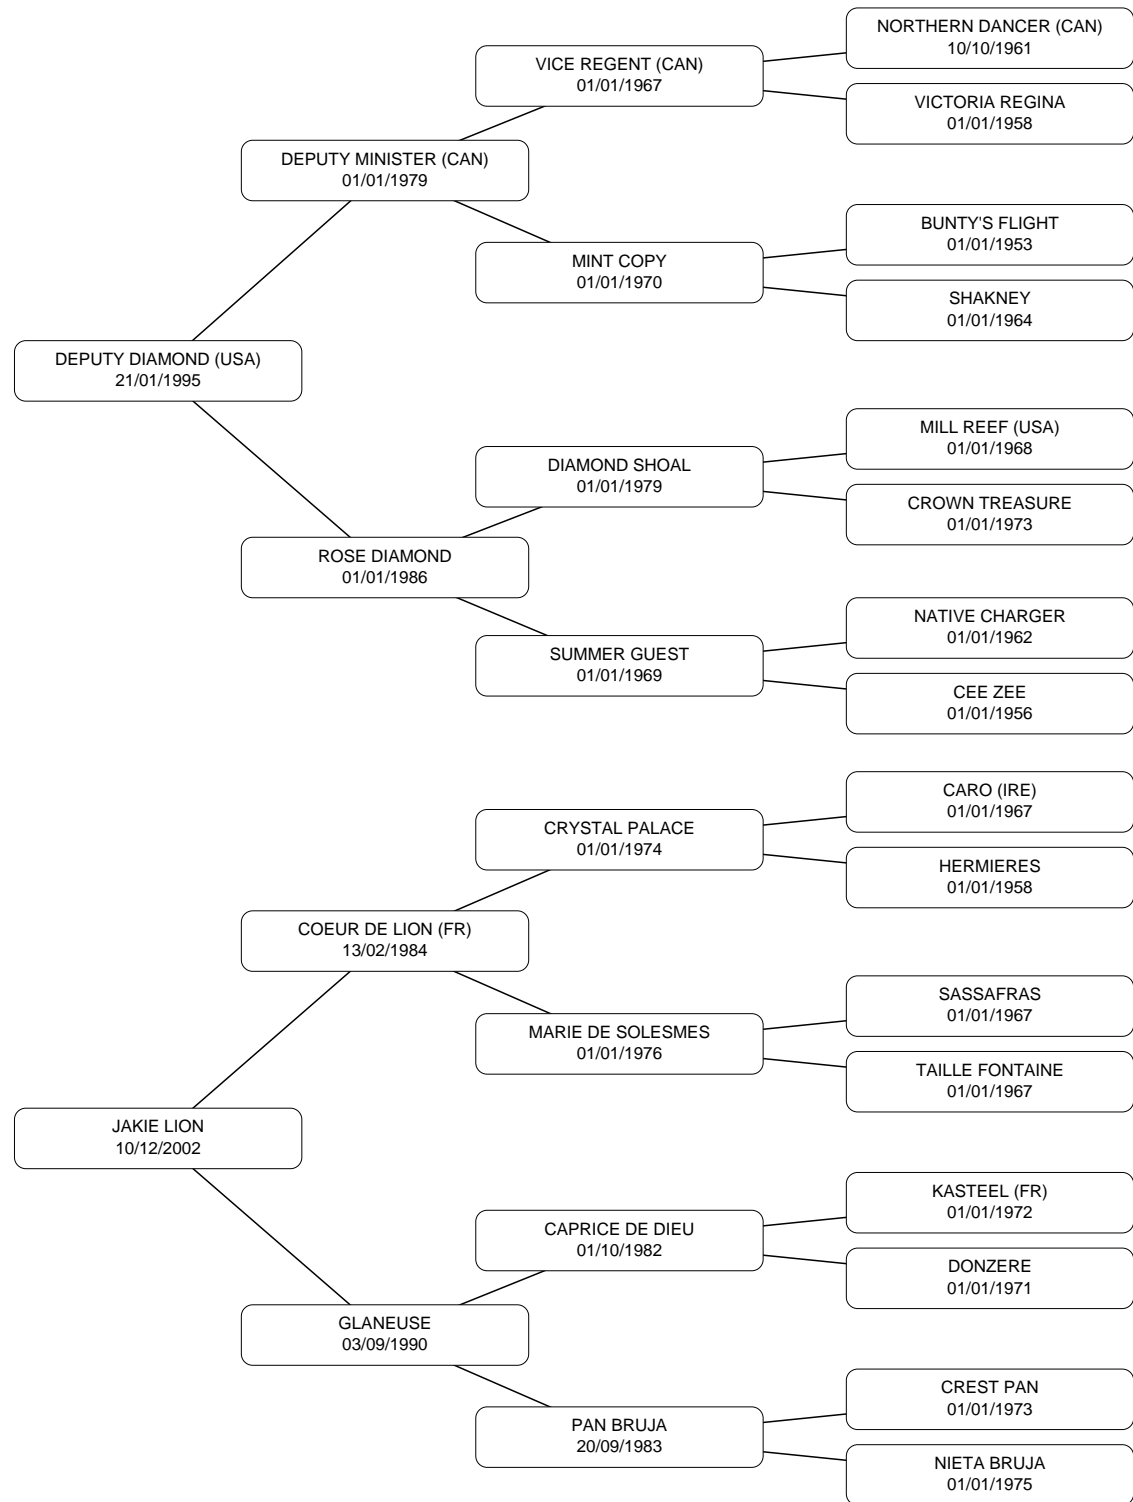 NORTHERN DANCER (CAN)
10/10/1961
VICE REGENT (CAN)
01/01/1967
VICTORIA REGINA
01/01/1958
DEPUTY MINISTER (CAN)
01/01/1979
BUNTY'S FLIGHT
01/01/1953
MINT COPY
01/01/1970
SHAKNEY
01/01/1964
DEPUTY DIAMOND (USA)
21/01/1995
MILL REEF (USA)
01/01/1968
DIAMOND SHOAL
01/01/1979
CROWN TREASURE
01/01/1973
ROSE DIAMOND
01/01/1986
NATIVE CHARGER
01/01/1962
SUMMER GUEST
01/01/1969
CEE ZEE
01/01/1956
CARO (IRE)
01/01/1967
CRYSTAL PALACE
01/01/1974
HERMIERES
01/01/1958
COEUR DE LION (FR)
13/02/1984
SASSAFRAS
01/01/1967
MARIE DE SOLESMES
01/01/1976
TAILLE FONTAINE
01/01/1967
JAKIE LION
10/12/2002
KASTEEL (FR)
01/01/1972
CAPRICE DE DIEU
01/10/1982
DONZERE
01/01/1971
GLANEUSE
03/09/1990
CREST PAN
01/01/1973
PAN BRUJA
20/09/1983
NIETA BRUJA
01/01/1975